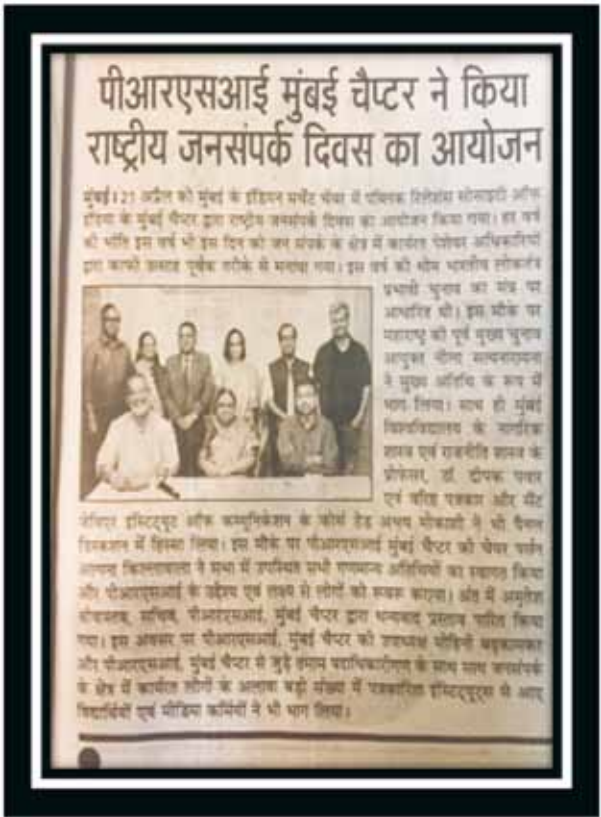 पीआरएसआई मुंबई चैप्टर ने किया
राष्ट्रीय जनसंपर्क दिवस का आयोजन
मुंबई। 21 अप्रैल को मुंबई के इंडियन मर्चेंट चेंबर में पब्लिक रिलेशंस सोसाइटी ऑफ
इंडिया के मुंबई चैप्टर द्वारा राष्ट्रीय जनसंपर्क दिवस का आयोजन किया गया। हर वर्ष
की भांति इस वर्ष भी इस दिन को जन संपर्क के क्षेत्र में कार्यरत पेशेवर अधिकारियों
द्वारा काफी उत्साह पूर्वक तरीके से मनाया गया। इस वर्ष की थीम भारतीय लोकतंत्र
प्रभावी चुनाव का मंत्र पर
आधारित थी। इस मौके पर
महाराष्ट्र की पूर्व मुख्य चुनाव
आयुक्त नीला सत्यनारायण
ने मुख्य अतिथि के रूप में
भाग लिया। साथ ही मुंबई
विश्वविद्यालय के नागरिक
शास्त्र एवं राजनीति शास्त्र के
प्रोफेसर, डॉ. दीपक पवार
एवं वरिष्ठ पत्रकार और सेंट
जेवियर इंस्टिट्यूट ऑफ कम्युनिकेशन के कोर्स हेड अभय मोकाशी ने भी पैनल
डिस्कशन में हिस्सा लिया। इस मौके पर पीआरएसआई मुंबई चैप्टर की चेयर पर्सन
ने सभा में उपस्थित सभी गणमान्य अतिथियों का स्वागत किया
और पीआरएसआई के उद्देश्य एवं लक्ष्य से लोगों को रूबरू कराया। अंत में अमृतेश
श्रीवास्तव, सचिव, पीआरएसआई, मुंबई चैप्टर द्वारा धन्यवाद प्रस्ताव पारित किया
गया। इस अवसर पर पीआरएसआई, मुंबई चैप्टर की उपाध्यक्ष मोहिनी
और पीआरएसआई, मुंबई चैप्टर से जुड़े तमाम पदाधिकारीगण के साथ साथ जनसंपर्क
के क्षेत्र में कार्यरत लोगों के अलावा बड़ी संख्या में पत्रकारिता इंस्टिट्यूट्स से आए
विद्यार्थियों एवं मीडिया कर्मियों ने भी भाग लिया।